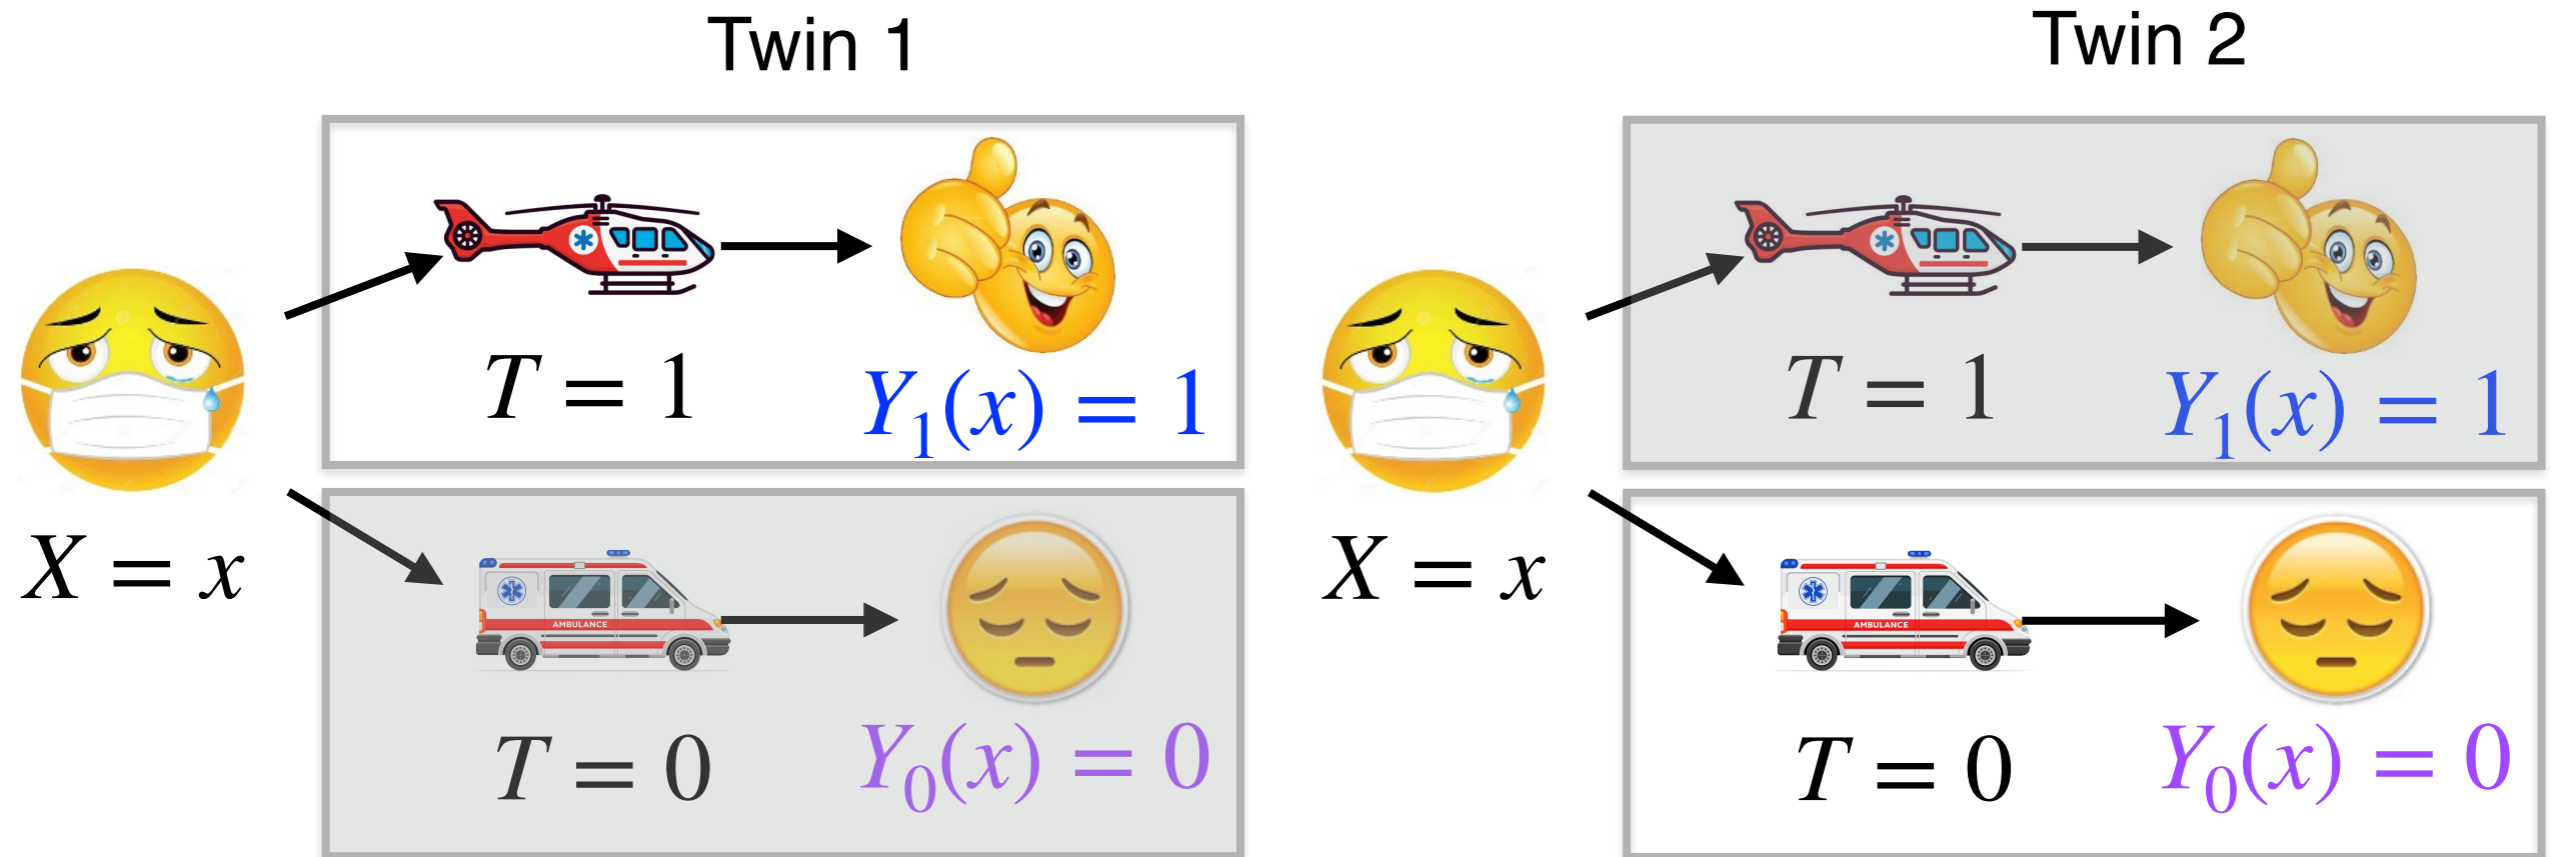 Twin 1
T = 1
Y₁(x) = 1
X = x
AMBULANCE
T = 0
Y₀(x) = 0
Twin 2
T = 1
Y₁(x) = 1
X = x
AMBULANCE
T = 0
Y₀(x) = 0